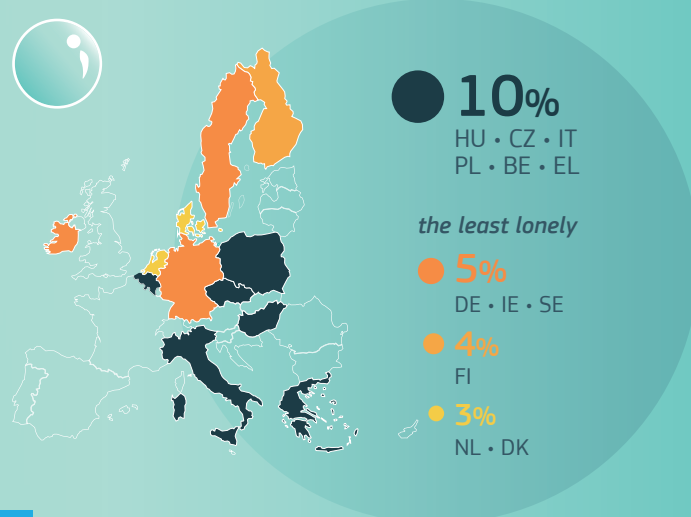 10%
HU • CZ • IT
PL • BE • EL
the least lonely
5%
DE • IE • SE
4%
FI
3%
NL • DK